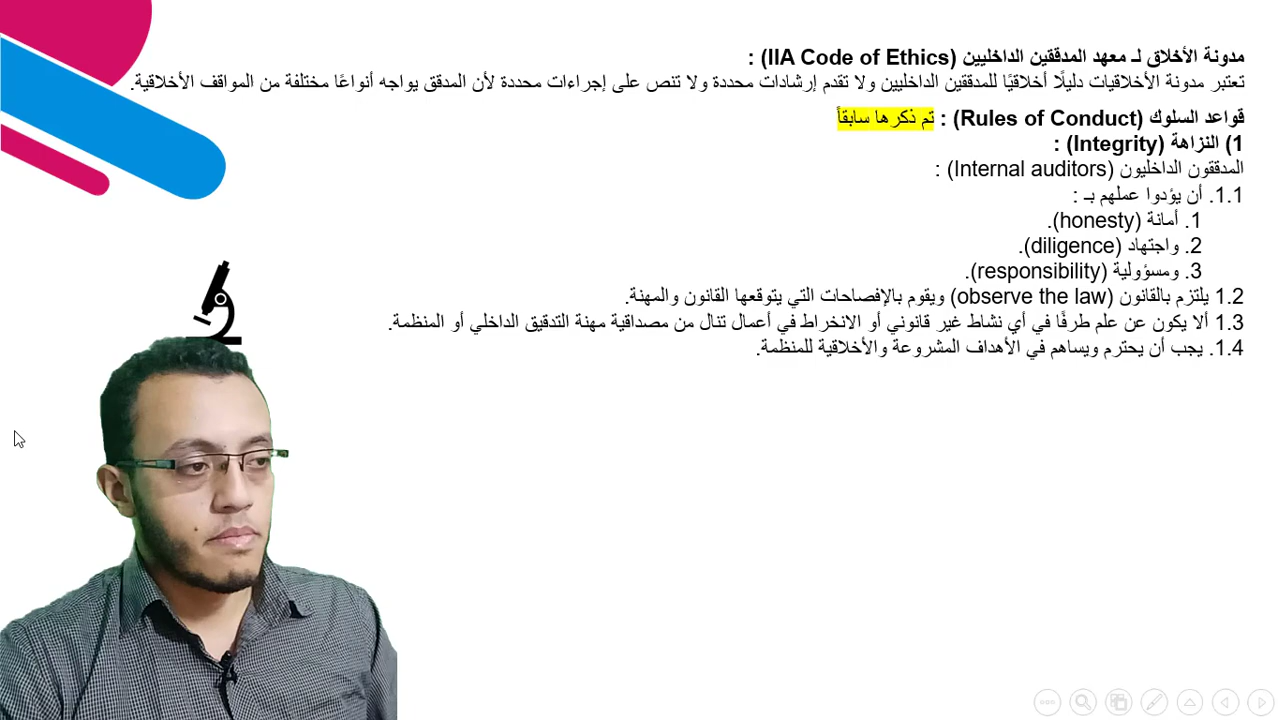 مدونة الأخلاق لـ معهد المدققين الداخليين (IIA Code of Ethics) :
تعتبر مدونة الأخلاقيات دليلًا أخلاقيًا للمدققين الداخليين ولا تقدم إرشادات محددة ولا تنص على إجراءات محددة لأن المدقق يواجه أنواعًا مختلفة من المواقف الأخلاقية.
قواعد السلوك (Rules of Conduct) : تم ذكرها سابقاً
1) النزاهة (Integrity) :
المدققون الداخليون (Internal auditors) :
1.1. أن يؤدوا عملهم بـ :
1. أمانة (honesty).
2. واجتهاد (diligence).
3. ومسؤولية (responsibility).
1.2 يلتزم بالقانون (observe the law) ويقوم بالإفصاحات التي يتوقعها القانون والمهنة.
1.3 ألا يكون عن علم طرفًا في أي نشاط غير قانوني أو الانخراط في أعمال تنال من مصداقية مهنة التدقيق الداخلي أو المنظمة.
1.4. يجب أن يحترم ويساهم في الأهداف المشروعة والأخلاقية للمنظمة.